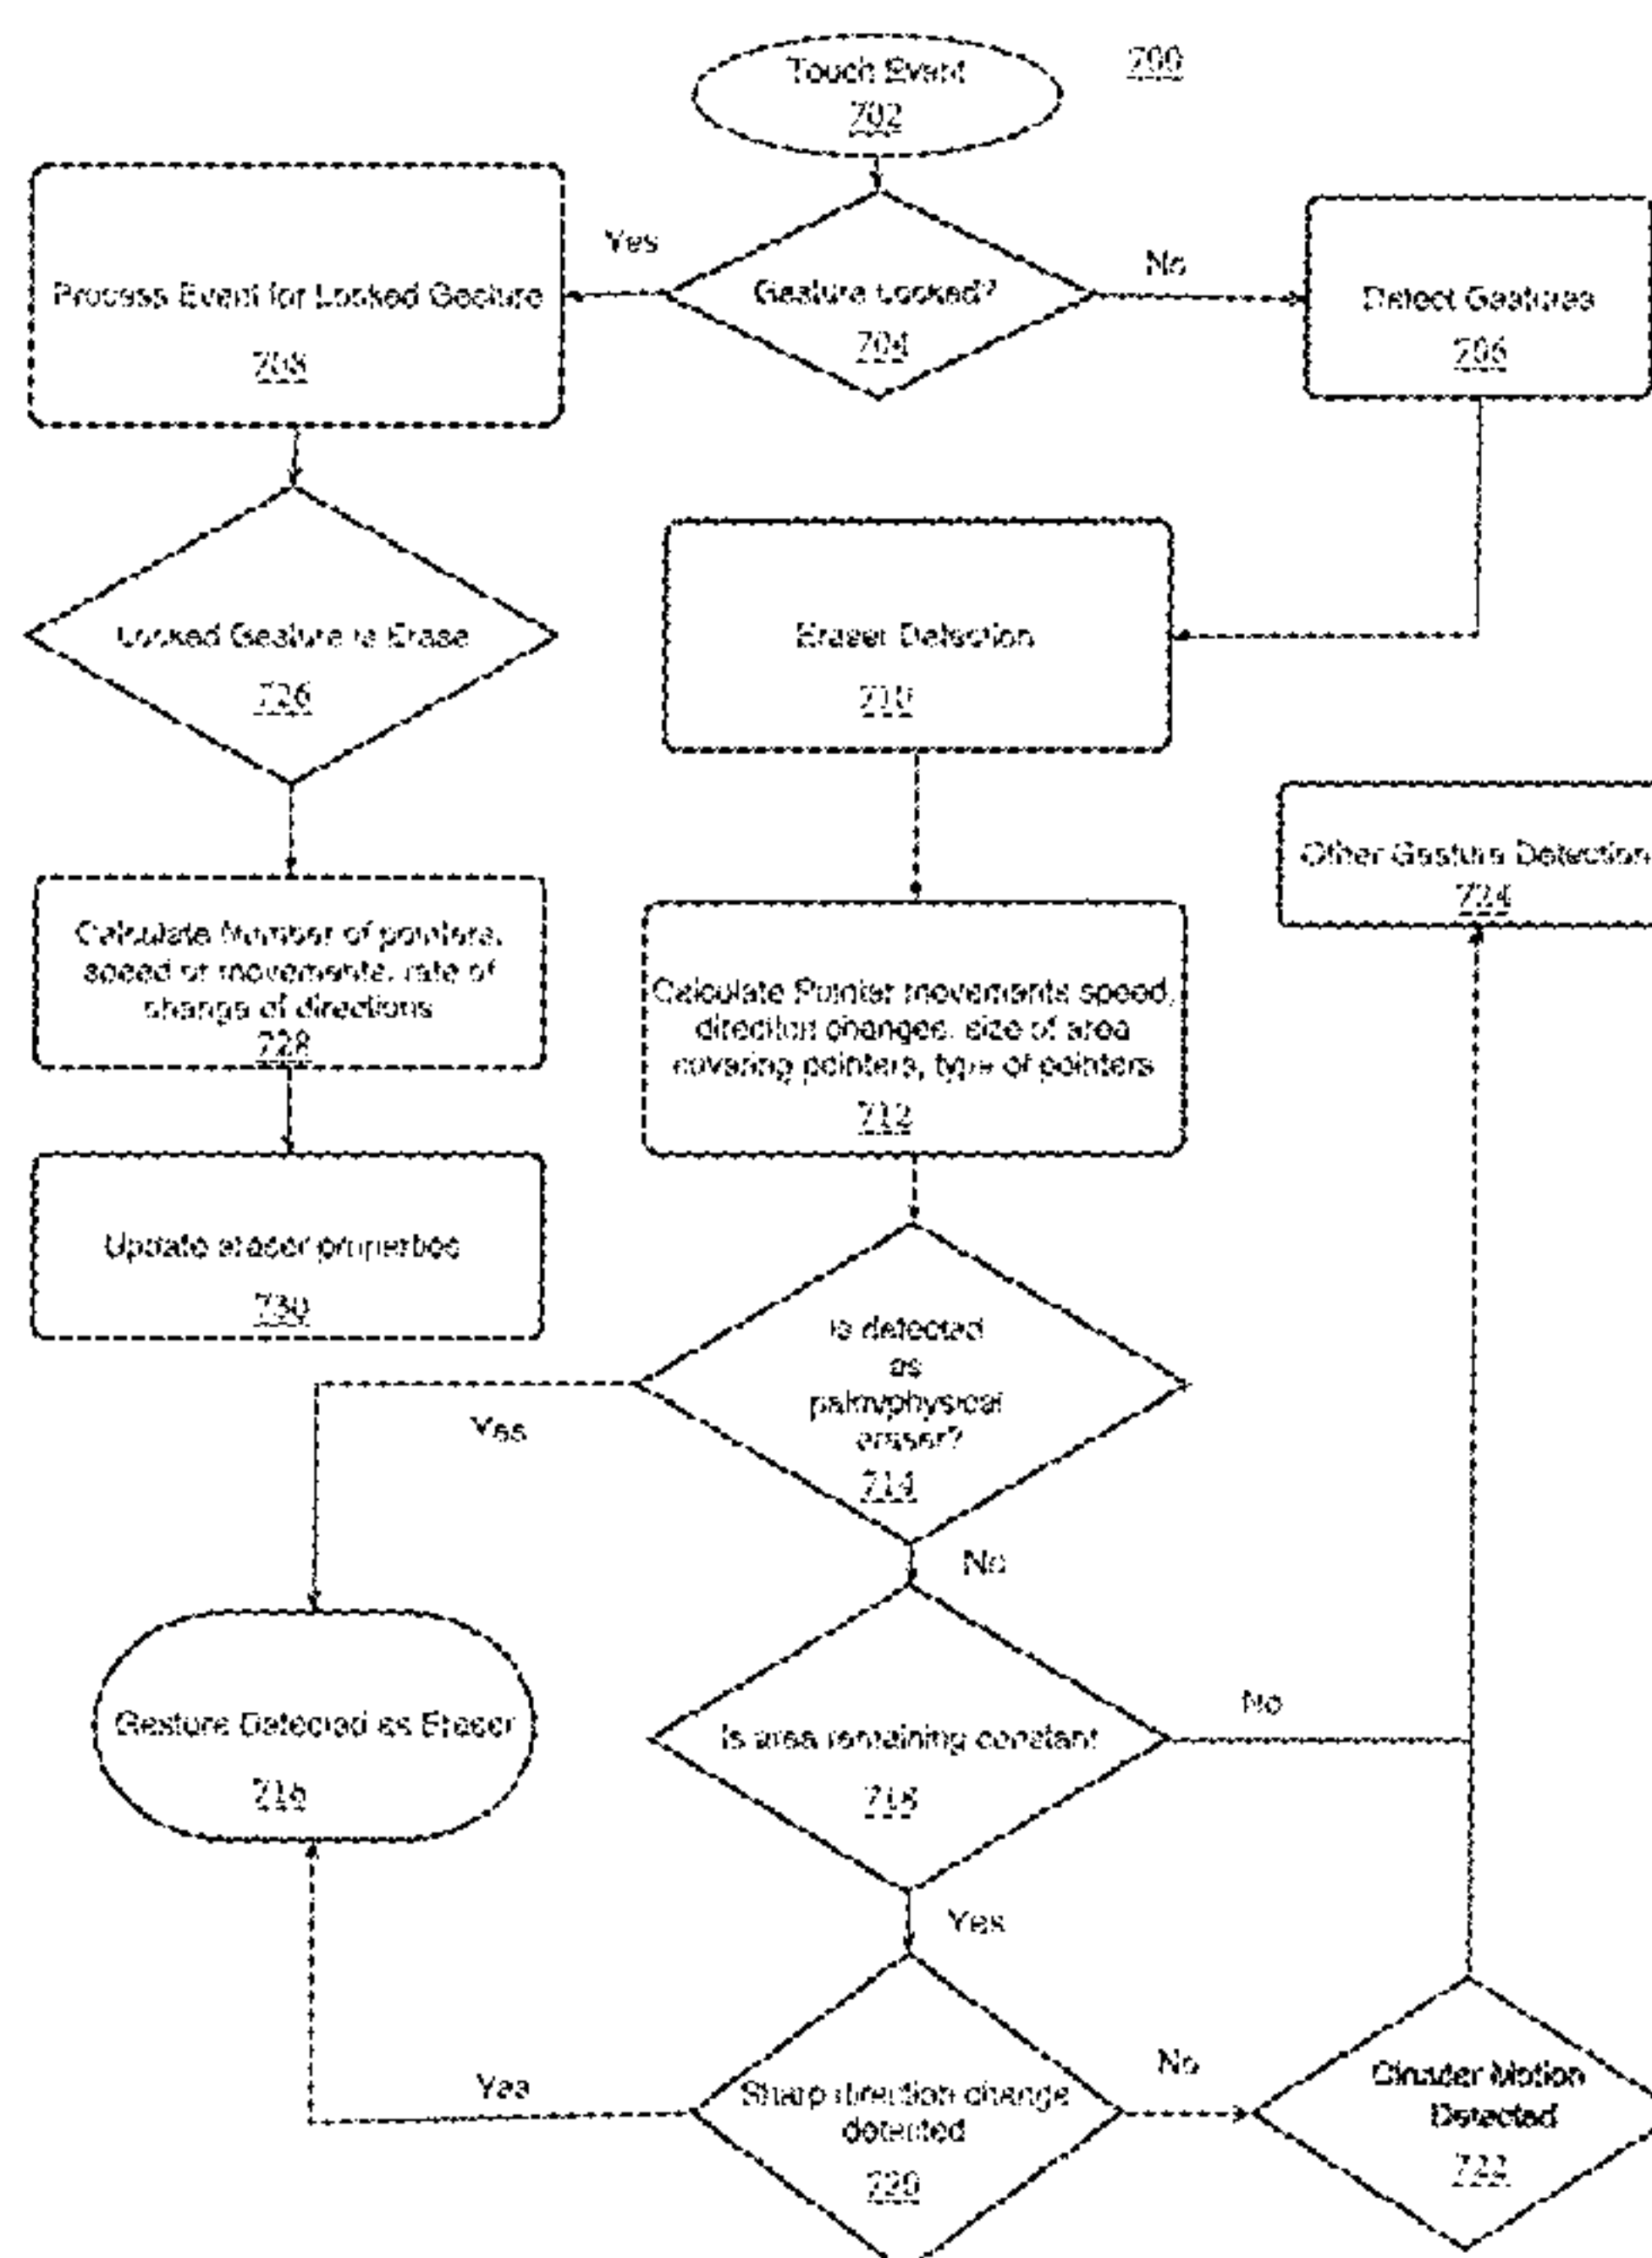 Touch Event
702
700
Yes
Gesture Locked?
704
No
Process Event for Locked Gesture
708
Detect Gestures
706
Locked Gesture is Erase
726
Eraser Detection
710
Other Gesture Detection
724
Calculate Number of pointers,
speed of movements, rate of
change of directions
728
Calculate Pointer movements speed,
direction changes, size of area
covering pointers, type of pointers
712
Update eraser properties
730
Is detected
as
palm/physical
eraser?
714
Yes
No
Gesture Detected as Eraser
716
Is area remaining constant
718
No
Yes
Sharp direction change
detected
720
Yes
No
Circular Motion
Detected
722